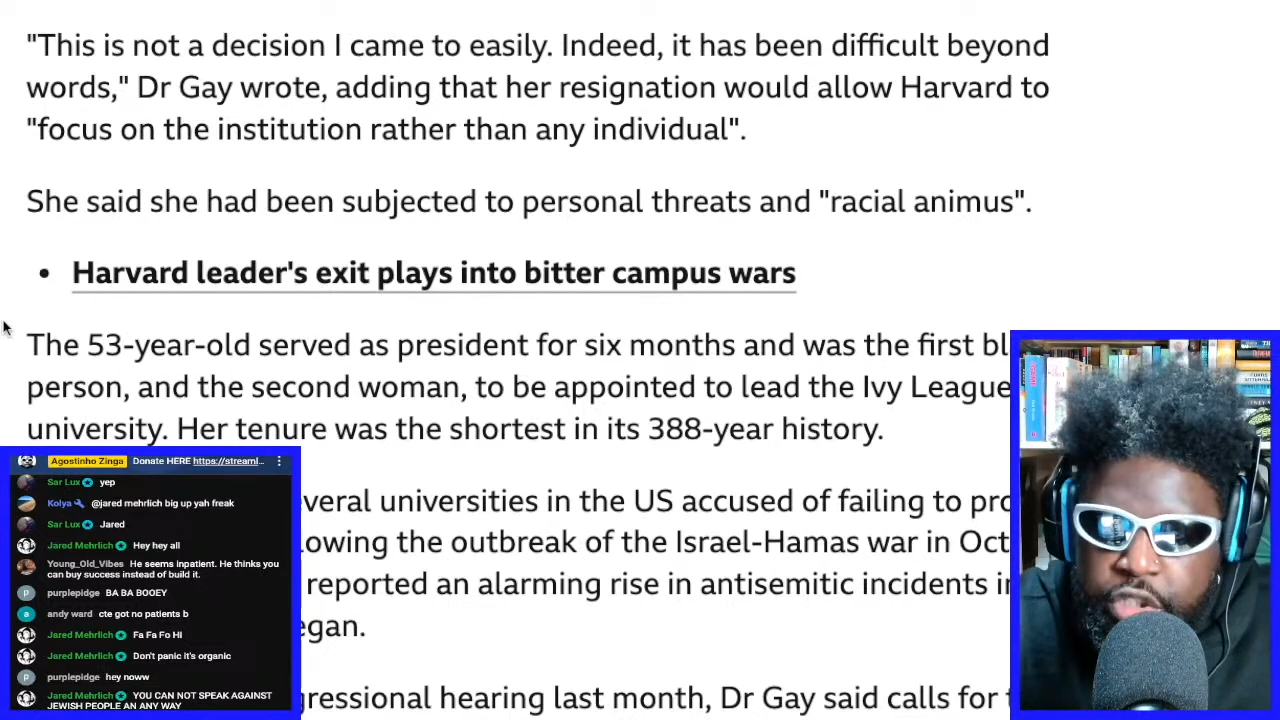 "This is not a decision I came to easily. Indeed, it has been difficult beyond
words," Dr Gay wrote, adding that her resignation would allow Harvard to
"focus on the institution rather than any individual".
She said she had been subjected to personal threats and "racial animus".
• Harvard leader's exit plays into bitter campus wars
The 53-year-old served as president for six months and was the first bl
person, and the second woman, to be appointed to lead the Ivy League
university. Her tenure was the shortest in its 388-year history.
everal universities in the US accused of failing to pro
lowing the outbreak of the Israel-Hamas war in Oct
reported an alarming rise in antisemitic incidents i
egan.
gressional hearing last month, Dr Gay said calls for t
Agostinho Zinga Donate HERE https://streaml...
Sar Lux yep
Kolya @jared mehrlich big up yah freak
Sar Lux Jared
Jared Mehrlich Hey hey all
Young_Old_Vibes He seems inpatient. He thinks you
can buy success instead of build it.
purplepidge BA BA BOOEY
andy ward cte got no patients b
Jared Mehrlich Fa Fa Fo Hi
Jared Mehrlich Don't panic it's organic
purplepidge hey noww
Jared Mehrlich YOU CAN NOT SPEAK AGAINST
JEWISH PEOPLE AN ANY WAY